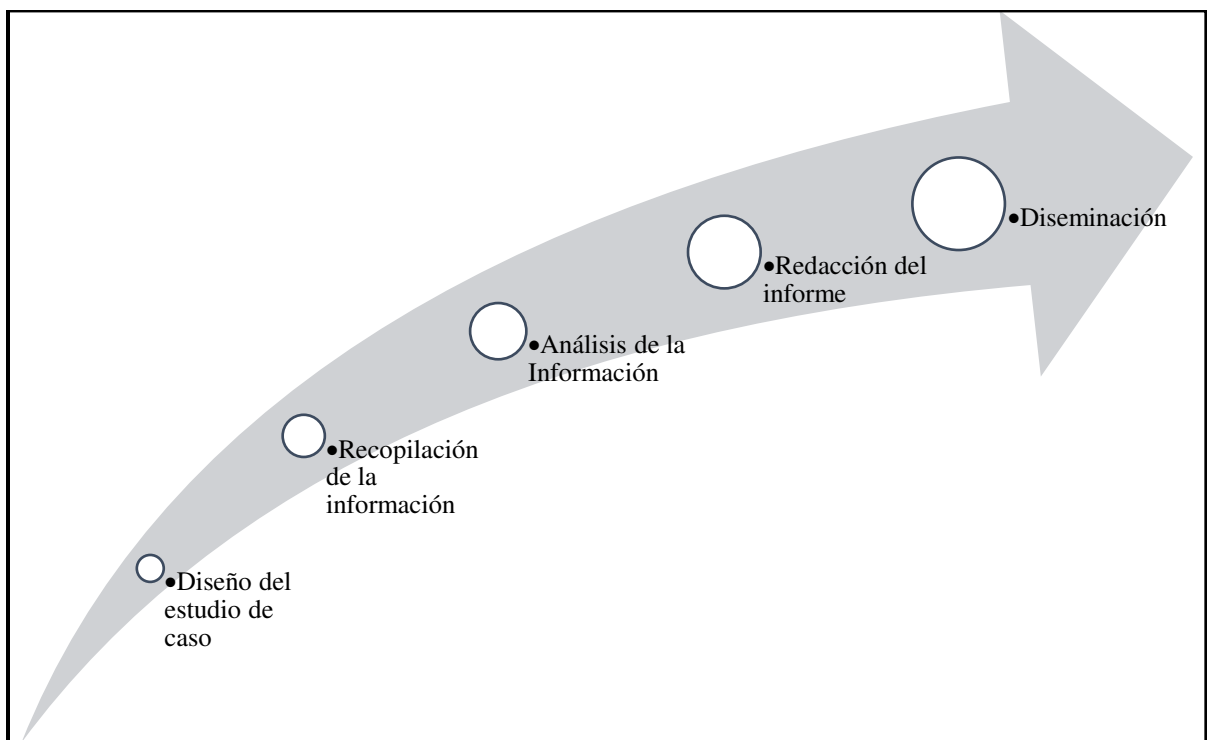 •Diseño del
estudio de
caso
•Recopilación
de la
información
•Análisis de la
Información
•Redacción del
informe
•Diseminación